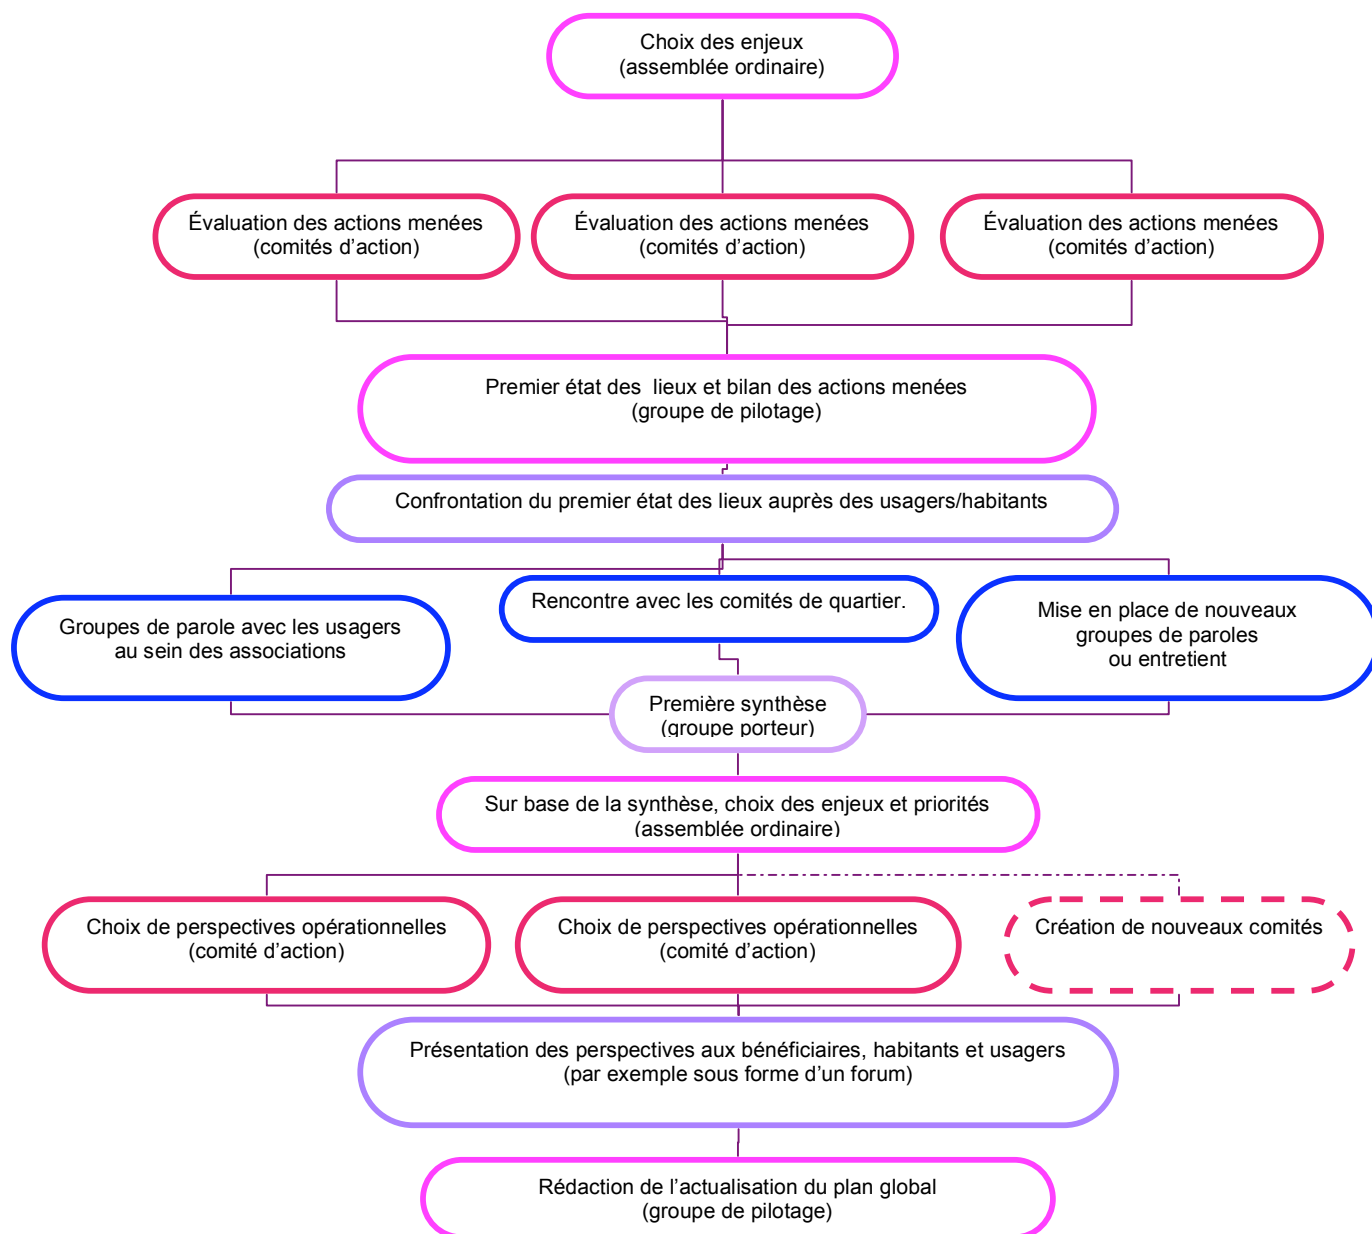 Choix des enjeux
(assemblée ordinaire)
Évaluation des actions menées
(comités d’action)
Évaluation des actions menées
(comités d’action)
Évaluation des actions menées
(comités d’action)
Premier état des  lieux et bilan des actions menées
(groupe de pilotage)
Confrontation du premier état des lieux auprès des usagers/habitants
Groupes de parole avec les usagers
au sein des associations
Rencontre avec les comités de quartier.
Mise en place de nouveaux
groupes de paroles
ou entretient
Première synthèse
(groupe porteur)
Sur base de la synthèse, choix des enjeux et priorités
(assemblée ordinaire)
Choix de perspectives opérationnelles
(comité d’action)
Choix de perspectives opérationnelles
(comité d’action)
Création de nouveaux comités
Présentation des perspectives aux bénéficiaires, habitants et usagers
(par exemple sous forme d’un forum)
Rédaction de l’actualisation du plan global
(groupe de pilotage)